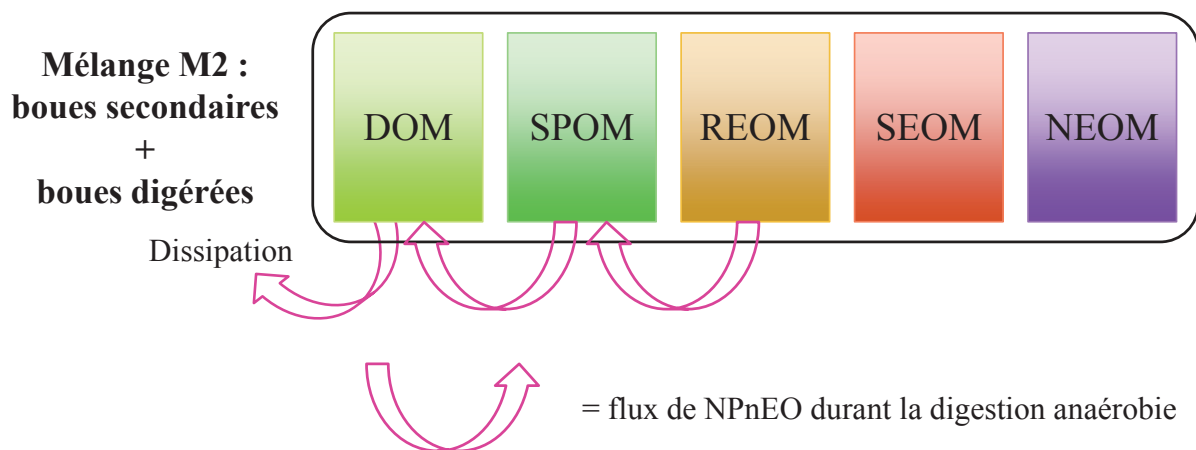 Mélange M2 :
boues secondaires
+
boues digérées
DOM
SPOM
REOM
SEOM
NEOM
Dissipation
= flux de NPnEO durant la digestion anaérobie